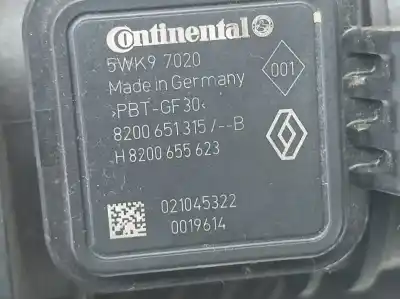 Continental
5WK9 7020
Made in Germany
001
>PBT-GF30<
8200 651 315 /--B
H 8200 655 623
021045322
0019614